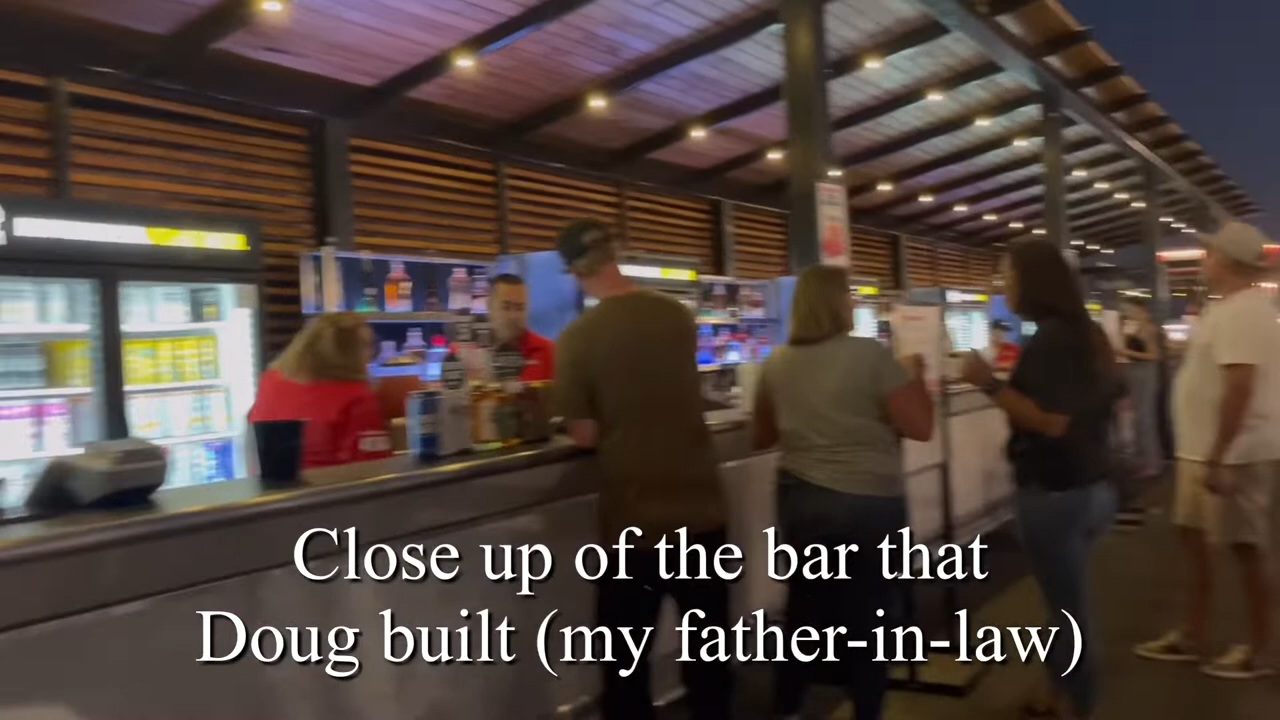 Close up of the bar that
Doug built (my father-in-law)